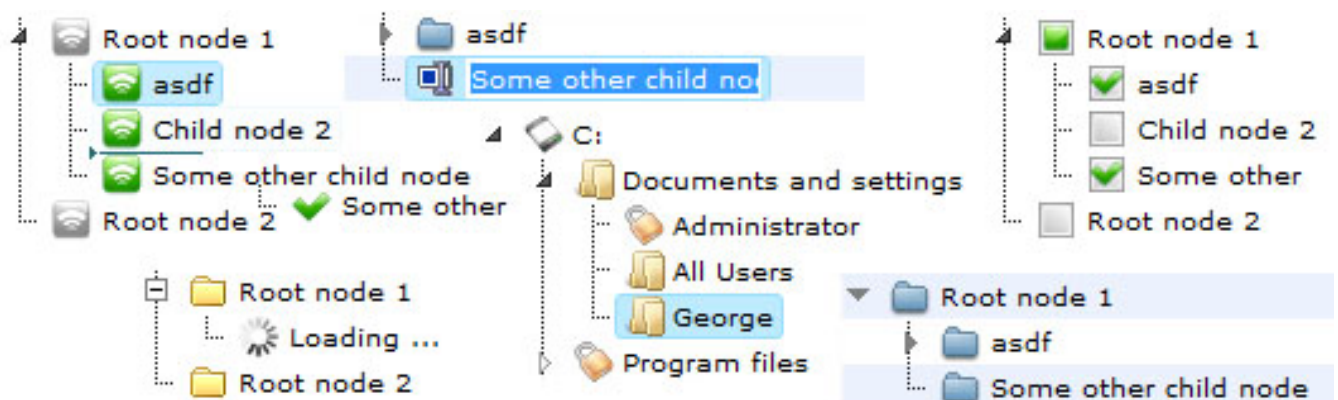 Root node 1
asdf
Child node 2
Some other child node
Some other
Root node 2
asdf
Some other child no
C:
Documents and settings
Administrator
All Users
George
Program files
Root node 1
asdf
Child node 2
Some other
Root node 2
Root node 1
Loading ...
Root node 2
Root node 1
asdf
Some other child node